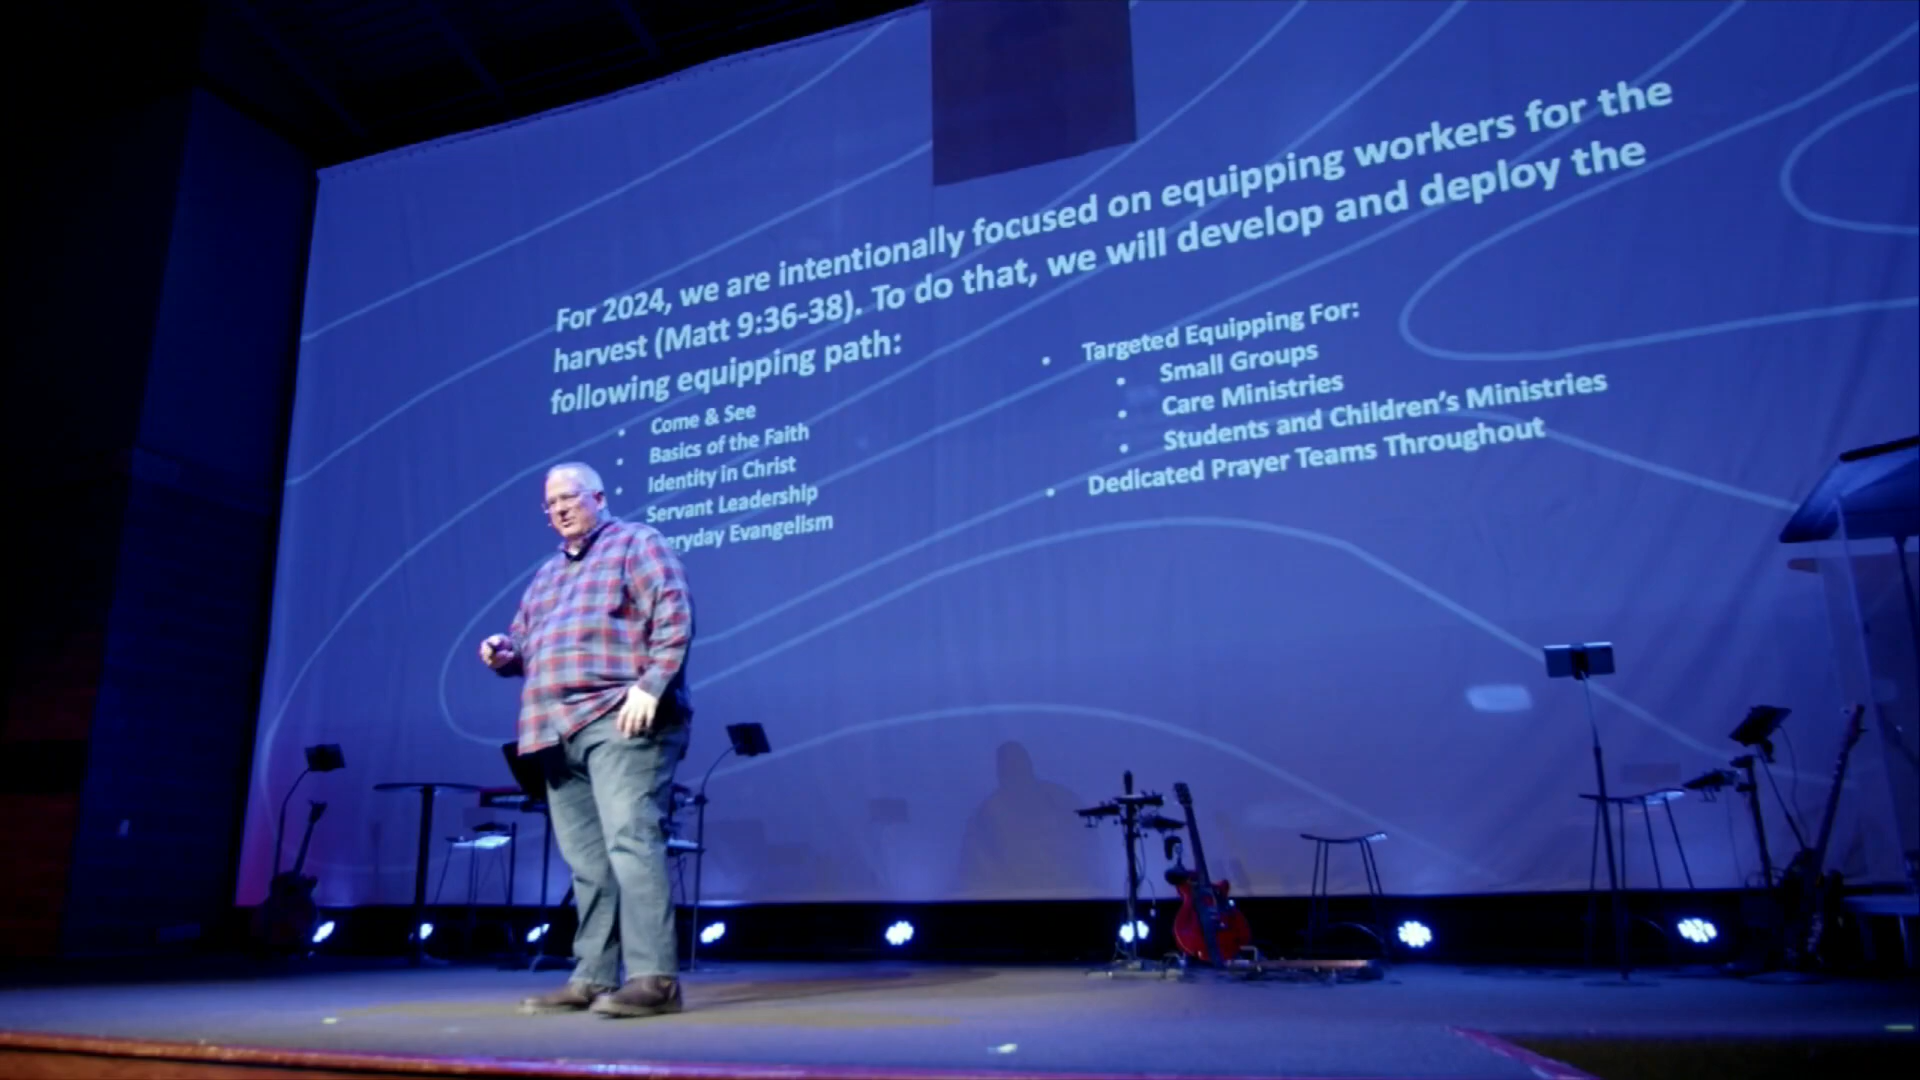 For 2024, we are intentionally focused on equipping workers for the
harvest (Matt 9:36-38). To do that, we will develop and deploy the
following equipping path:
• Come & See
• Basics of the Faith
• Identity in Christ
Servant Leadership
eryday Evangelism
• Targeted Equipping For:
• Small Groups
• Care Ministries
• Students and Children's Ministries
• Dedicated Prayer Teams Throughout